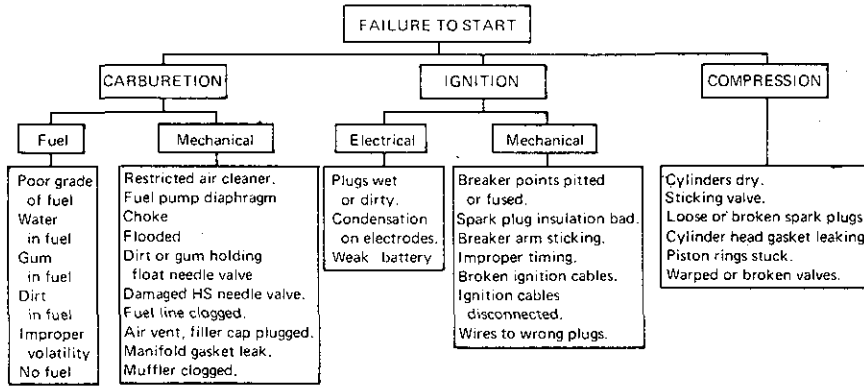 FAILURE TO START
CARBURETION
IGNITION
COMPRESSION
Fuel
Mechanical
Electrical
Mechanical
Poor grade
of fuel
Water
in fuel
Gum
in fuel
Dirt
in fuel
Improper
volatility
No fuel
Restricted air cleaner.
Fuel pump diaphragm
Choke
Flooded
Dirt or gum holding
float needle valve
Damaged HS needle valve.
Fuel line clogged.
Air vent, filler cap plugged.
Manifold gasket leak.
Muffler clogged.
Plugs wet
or dirty.
Condensation
on electrodes.
Weak battery
Breaker points pitted
or fused.
Spark plug insulation bad.
Breaker arm sticking.
Improper timing.
Broken ignition cables.
Ignition cables
disconnected.
Wires to wrong plugs.
Cylinders dry.
Sticking valve.
Loose or broken spark plugs
Cylinder head gasket leaking
Piston rings stuck.
Warped or broken valves.